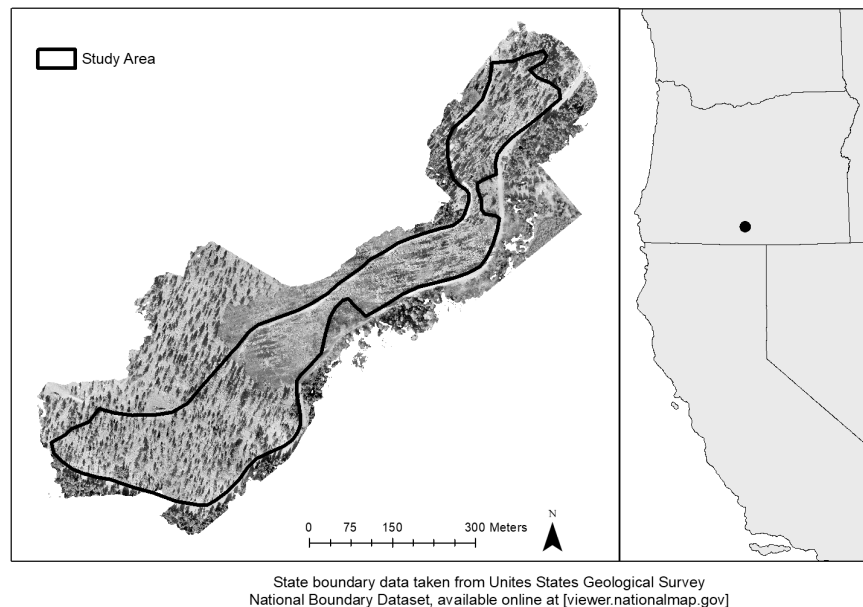 Study Area
0 75 150 300 Meters
N
State boundary data taken from Unites States Geological Survey
National Boundary Dataset, available online at [viewer.nationalmap.gov]